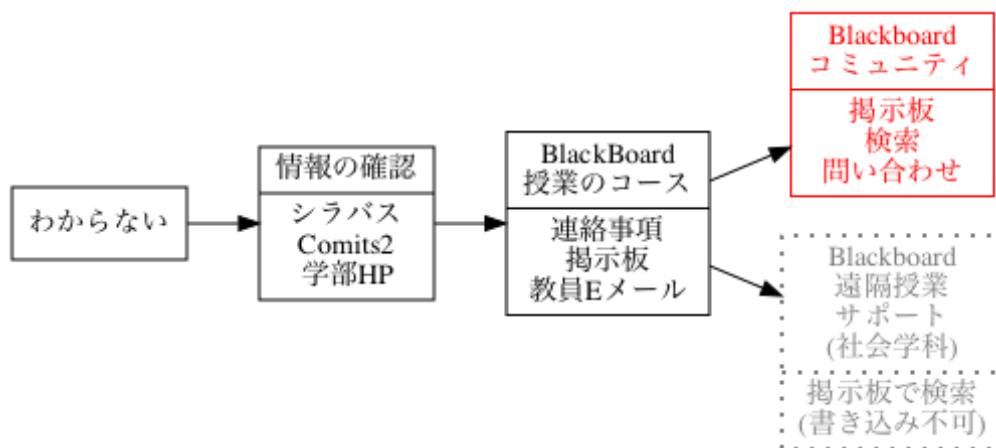 わからない
情報の確認
シラバス
Comits2
学部HP
BlackBoard
授業のコース
連絡事項
掲示板
教員Eメール
Blackboard
コミュニティ
掲示板
検索
問い合わせ
Blackboard
遠隔授業
サポート
(社会学科)
掲示板で検索
(書き込み不可)